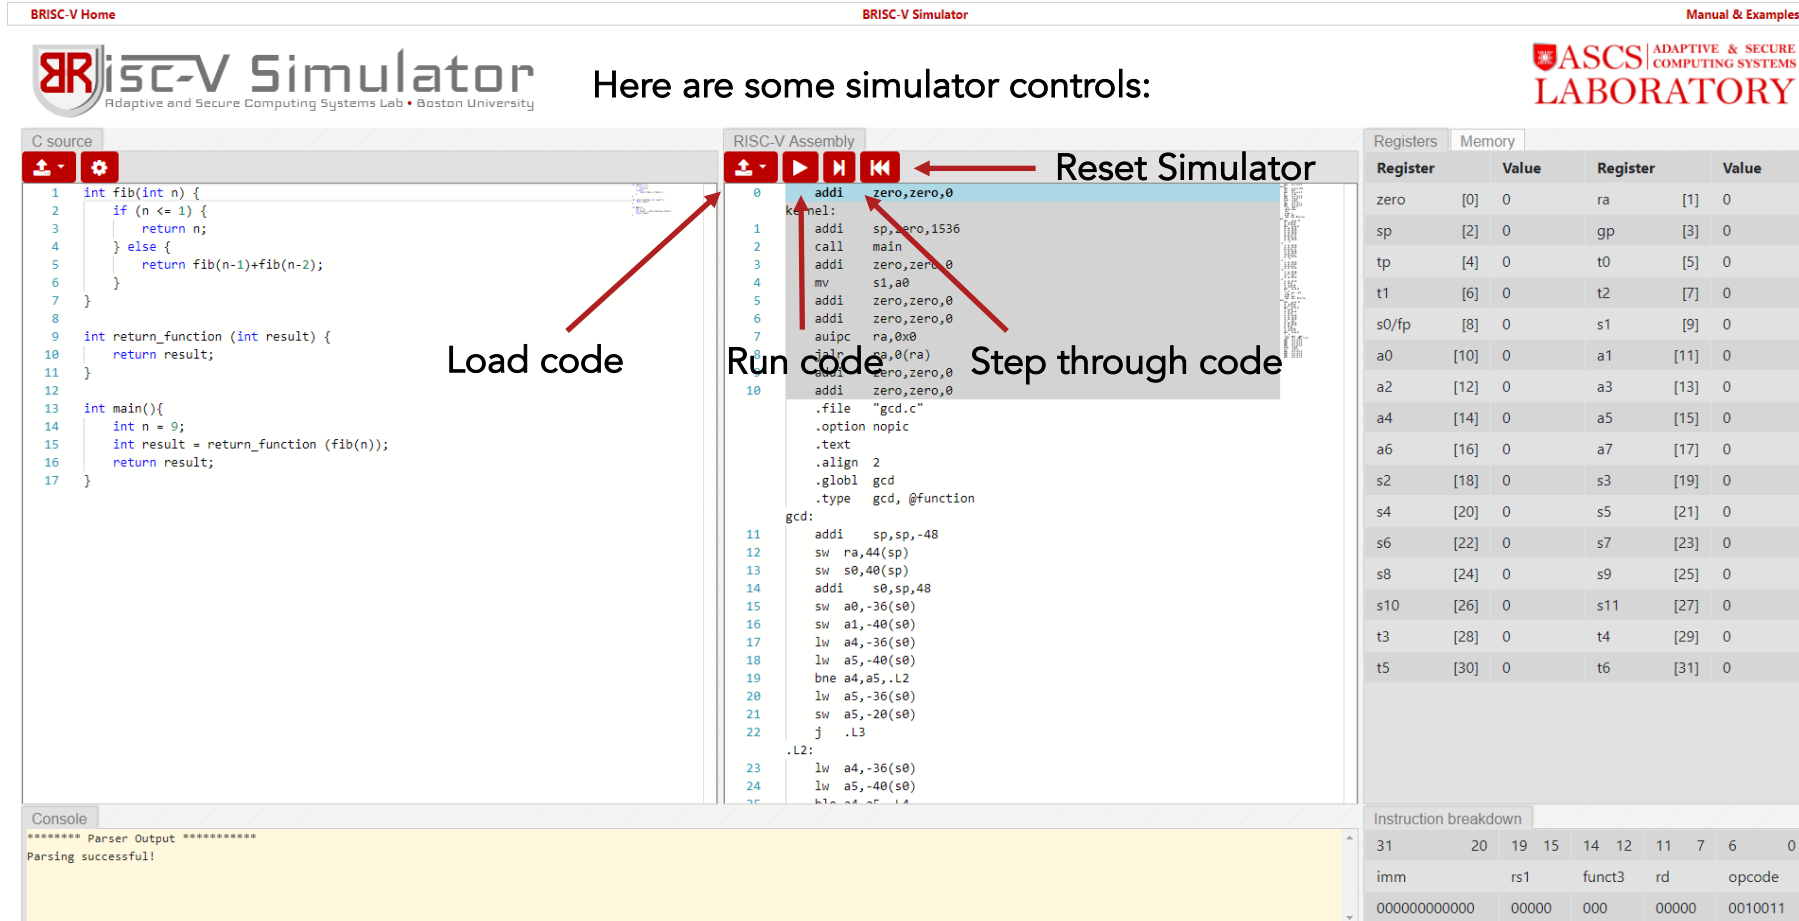 BRISC-V Home
BRISC-V Simulator
Manual & Examples
BRisc-V Simulator
Adaptive and Secure Computing Systems Lab • Boston University
Here are some simulator controls:
ASCS ADAPTIVE & SECURE COMPUTING SYSTEMS
LABORATORY
C source
1 int fib(int n) {
2 if (n <= 1) {
3 return n;
4 } else {
5 return fib(n-1)+fib(n-2);
6 }
7 }
8
9 int return_function (int result) {
10 return result;
11 }
12
13 int main(){
14 int n = 9;
15 int result = return_function (fib(n));
16 return result;
17 }
Load code
RISC-V Assembly
Reset Simulator
Run code
Step through code
0 addi zero,zero,0
kernel:
1 addi sp,zero,1536
2 call main
3 addi zero,zero,0
4 mv s1,a0
5 addi zero,zero,0
6 addi zero,zero,0
7 auipc ra,0x0
8 jalr ra,0(ra)
9 addi zero,zero,0
10 addi zero,zero,0
.file "gcd.c"
.option nopic
.text
.align 2
.globl gcd
.type gcd, @function
gcd:
11 addi sp,sp,-48
12 sw ra,44(sp)
13 sw s0,40(sp)
14 addi s0,sp,48
15 sw a0,-36(s0)
16 sw a1,-40(s0)
17 lw a4,-36(s0)
18 lw a5,-40(s0)
19 bne a4,a5,.L2
20 lw a5,-36(s0)
21 sw a5,-20(s0)
22 j .L3
.L2:
23 lw a4,-36(s0)
24 lw a5,-40(s0)
25 ble a4,a5,.L4
Registers Memory
Register Value Register Value
zero [0] 0 ra [1] 0
sp [2] 0 gp [3] 0
tp [4] 0 t0 [5] 0
t1 [6] 0 t2 [7] 0
s0/fp [8] 0 s1 [9] 0
a0 [10] 0 a1 [11] 0
a2 [12] 0 a3 [13] 0
a4 [14] 0 a5 [15] 0
a6 [16] 0 a7 [17] 0
s2 [18] 0 s3 [19] 0
s4 [20] 0 s5 [21] 0
s6 [22] 0 s7 [23] 0
s8 [24] 0 s9 [25] 0
s10 [26] 0 s11 [27] 0
t3 [28] 0 t4 [29] 0
t5 [30] 0 t6 [31] 0
Console
******** Parser Output ***********
Parsing successful!
Instruction breakdown
31 20 19 15 14 12 11 7 6 0
imm rs1 funct3 rd opcode
000000000000 00000 000 00000 0010011